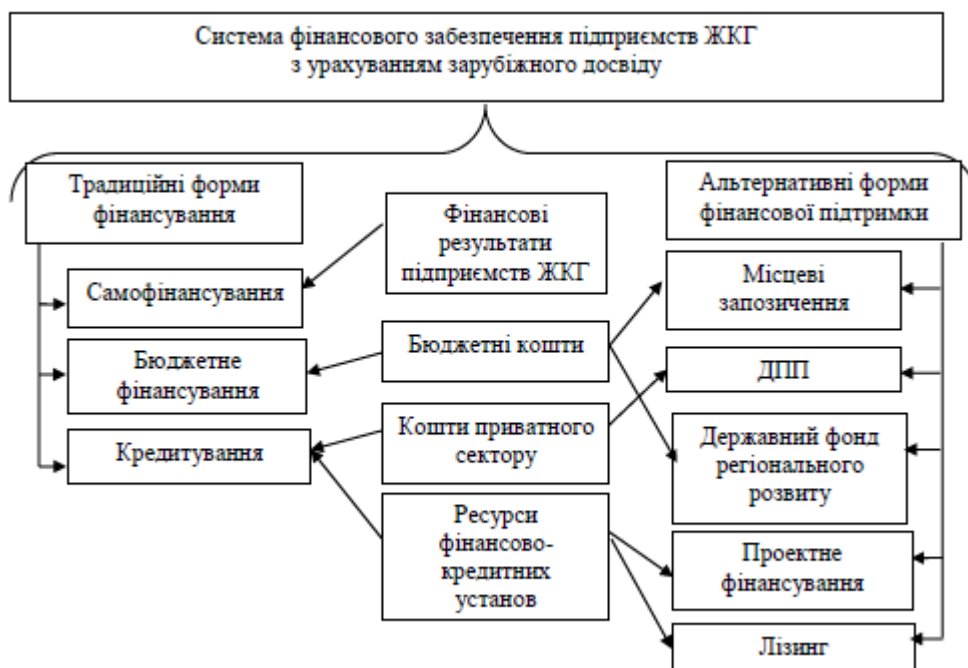 Система фінансового забезпечення підприємств ЖКГ
з урахуванням зарубіжного досвіду
Традиційні форми
фінансування
Самофінансування
Бюджетне
фінансування
Кредитування
Фінансові
результати
підприємств ЖКГ
Бюджетні кошти
Кошти приватного
сектору
Ресурси
фінансово-
кредитних
установ
Альтернативні форми
фінансової підтримки
Місцеві
запозичення
ДПП
Державний фонд
регіонального
розвиту
Проектне
фінансування
Лізинг